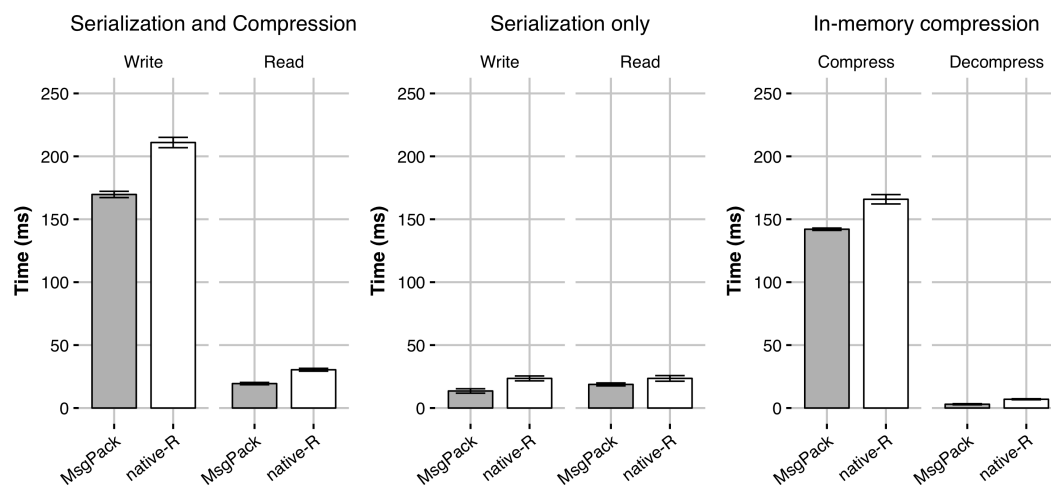 Serialization and Compression
Write Read
Time (ms)
250
200
150
100
50
0
MsgPack native-R MsgPack native-R
Serialization only
Write Read
Time (ms)
250
200
150
100
50
0
MsgPack native-R MsgPack native-R
In-memory compression
Compress Decompress
Time (ms)
250
200
150
100
50
0
MsgPack native-R MsgPack native-R